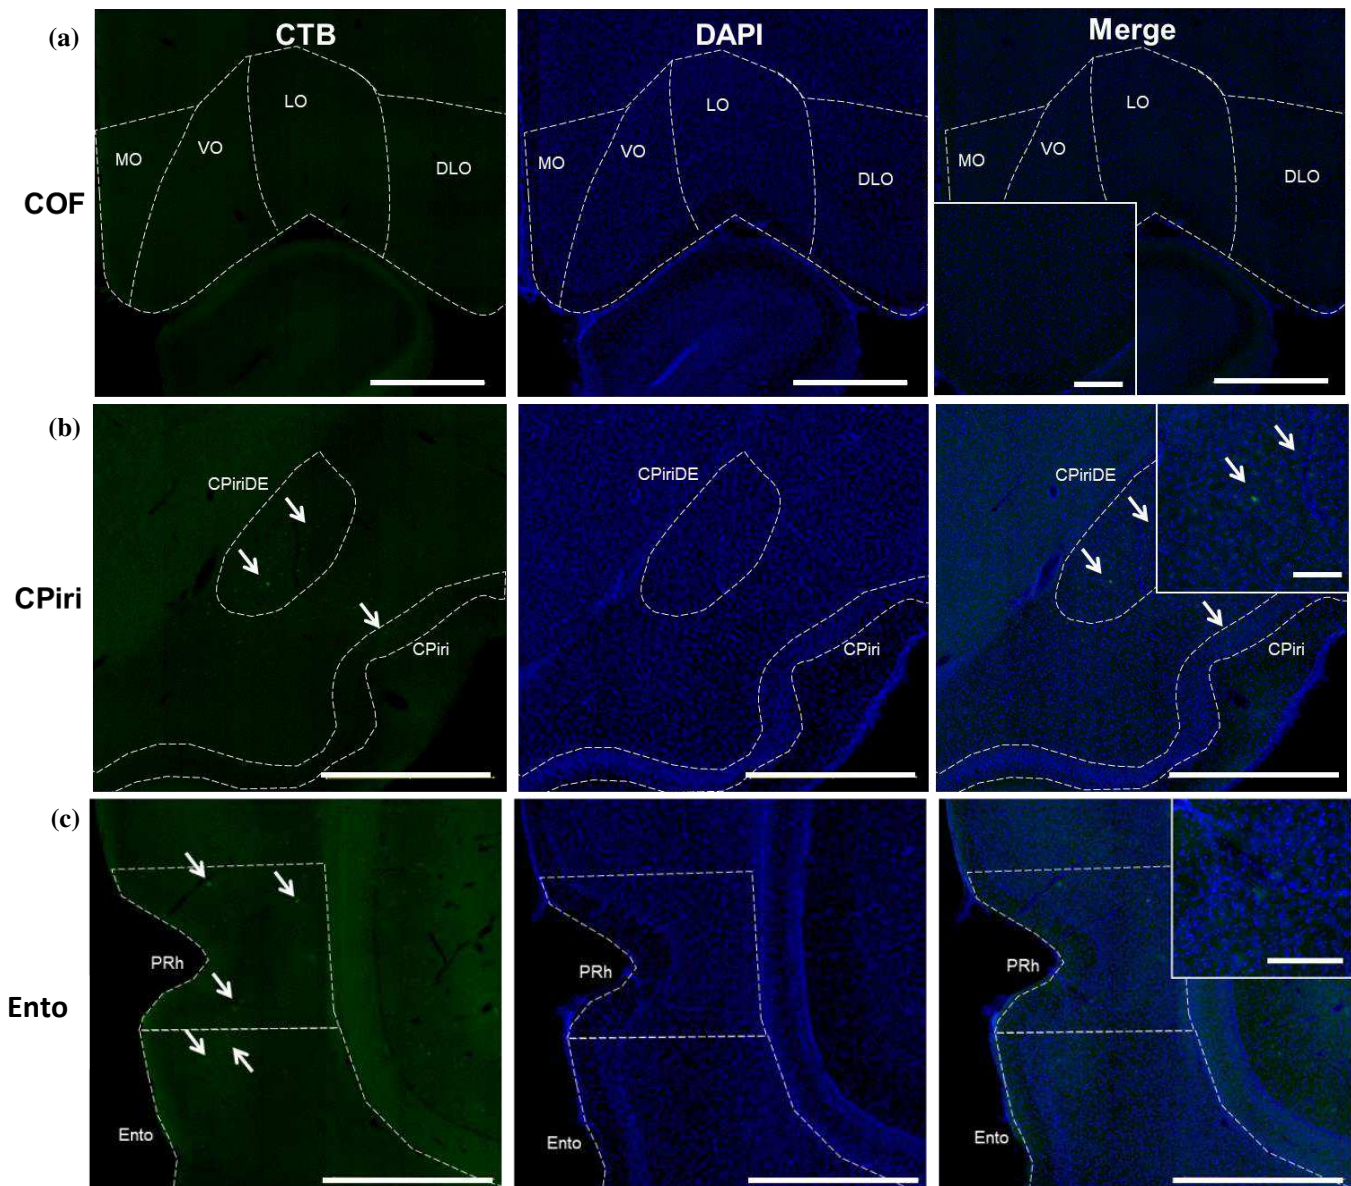 (a)
CTB
DAPI
Merge
COF
MO
VO
LO
DLO
MO
VO
LO
DLO
MO
VO
LO
DLO
(b)
CPiri
CPiriDE
CPiri
CPiriDE
CPiri
CPiriDE
CPiri
(c)
Ento
PRh
Ento
PRh
Ento
PRh
Ento